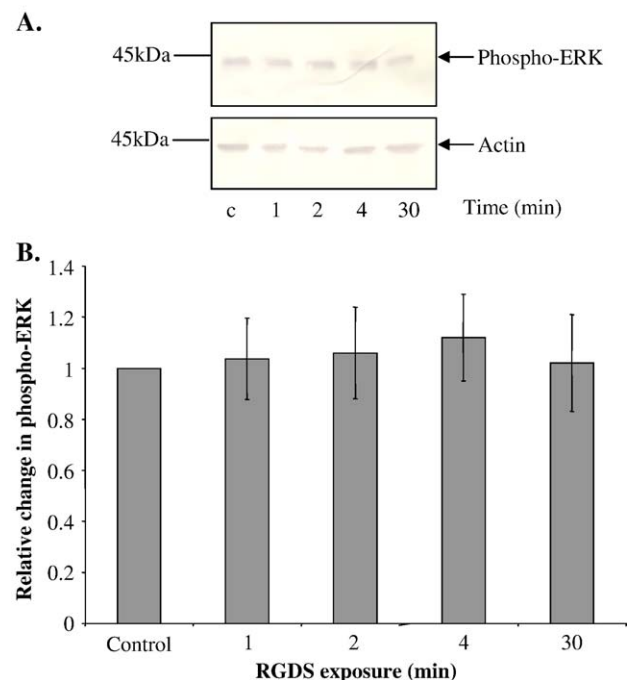 A.
45kDa Phospho-ERK
45kDa Actin
c 1 2 4 30 Time (min)
B.
Relative change in phospho-ERK
1.4
1.2
1
0.8
0.6
0.4
0.2
0
Control 1 2 4 30
RGDS exposure (min)